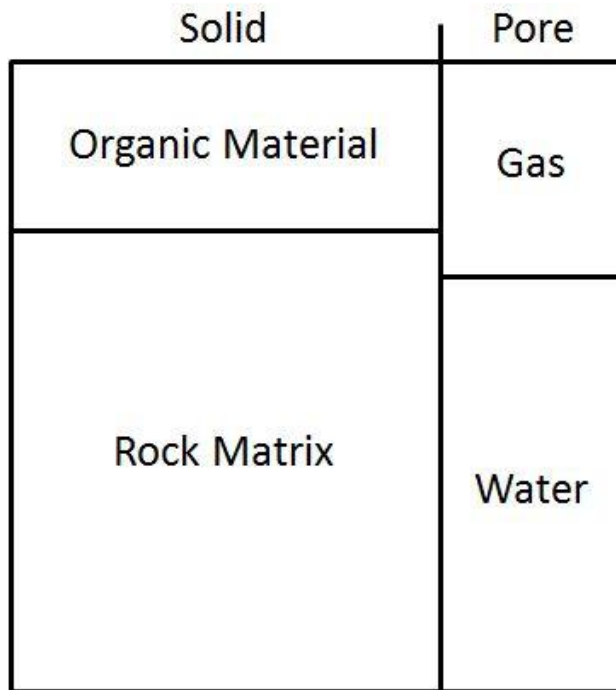 Solid
Pore
Organic Material
Gas
Rock Matrix
Water